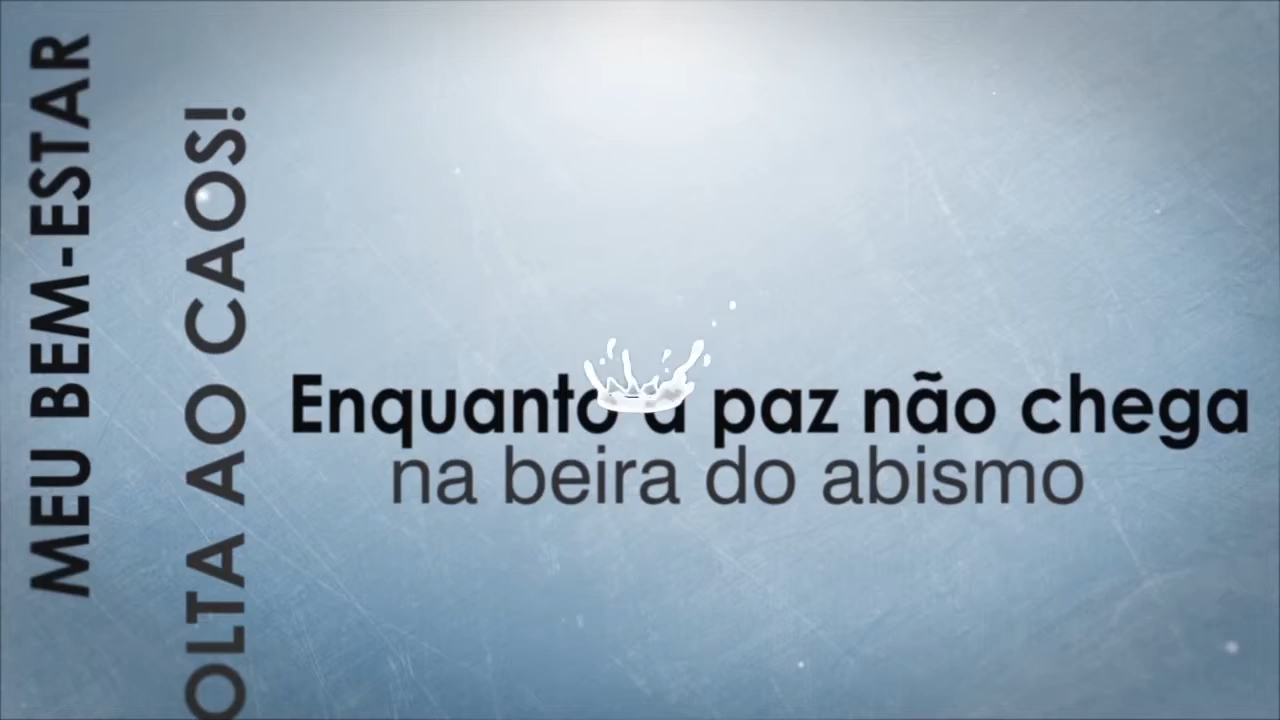 MEU BEM-ESTAR
OLTA AO CAOS!
Enquanto a paz não chega
na beira do abismo